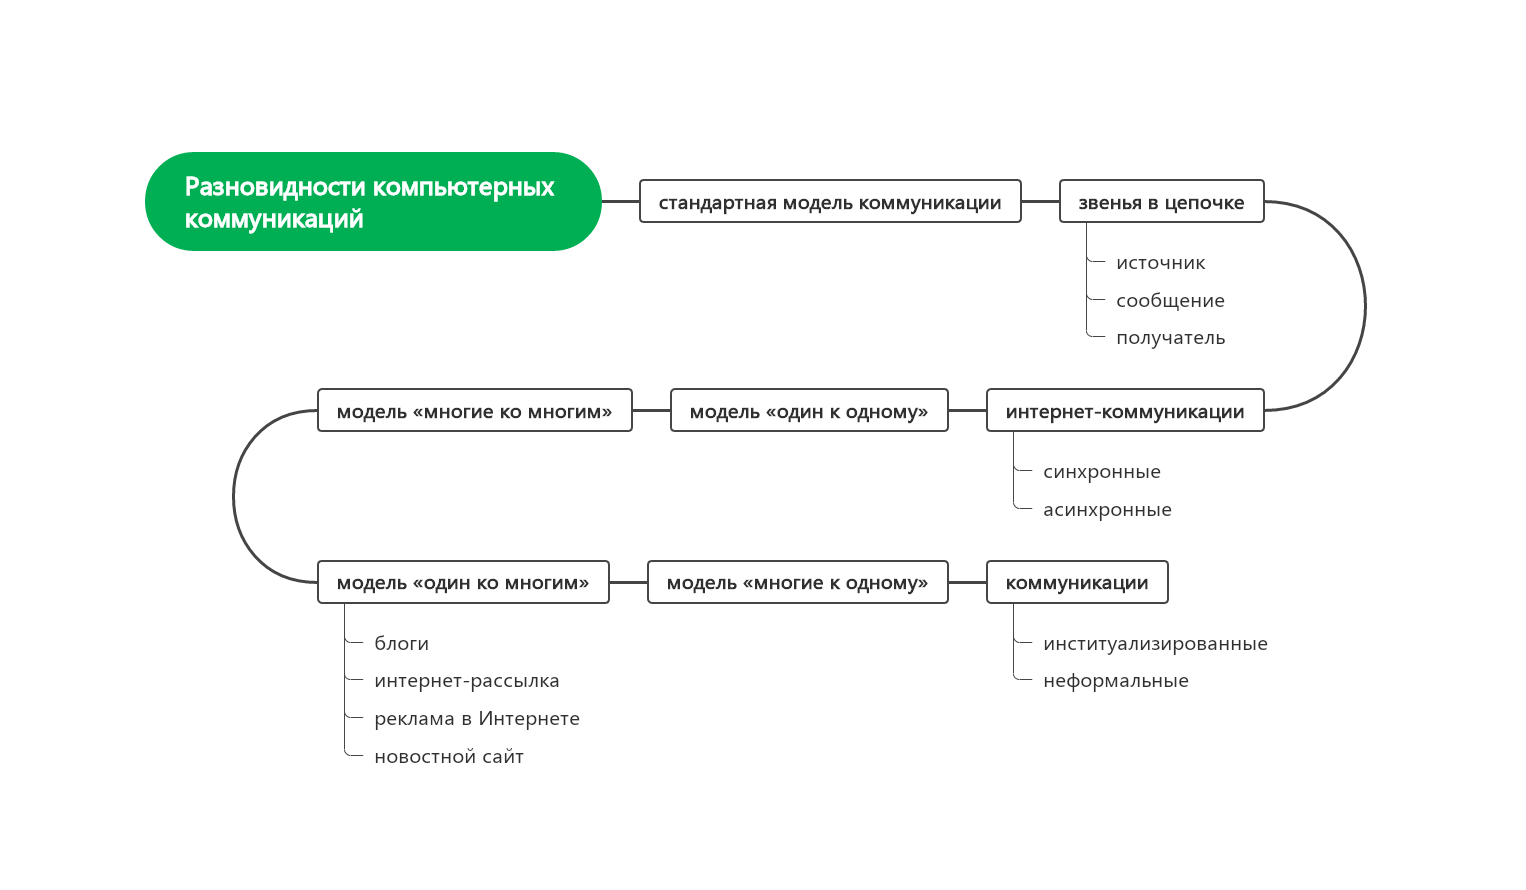 Разновидности компьютерных
коммуникаций
стандартная модель коммуникации
звенья в цепочке
источник
сообщение
получатель
интернет-коммуникации
синхронные
асинхронные
модель «один к одному»
модель «многие ко многим»
модель «один ко многим»
блоги
интернет-рассылка
реклама в Интернете
новостной сайт
модель «многие к одному»
коммуникации
институализированные
неформальные